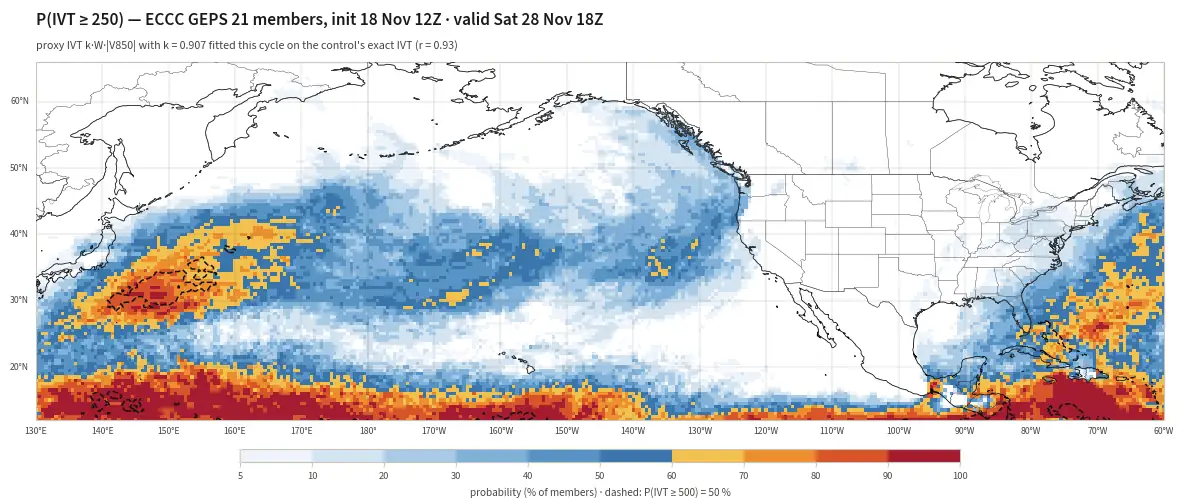 P(IVT ≥ 250) — ECCC GEPS 21 members, init 18 Nov 12Z · valid Sat 28 Nov 18Z
proxy IVT k·W·|V850| with k = 0.907 fitted this cycle on the control's exact IVT (r = 0.93)
60°N
50°N
40°N
30°N
20°N
130°E 140°E 150°E 160°E 170°E 180° 170°W 160°W 150°W 140°W 130°W 120°W 110°W 100°W 90°W 80°W 70°W 60°W
5 10 20 30 40 50 60 70 80 90 100
probability (% of members) · dashed: P(IVT ≥ 500) = 50 %